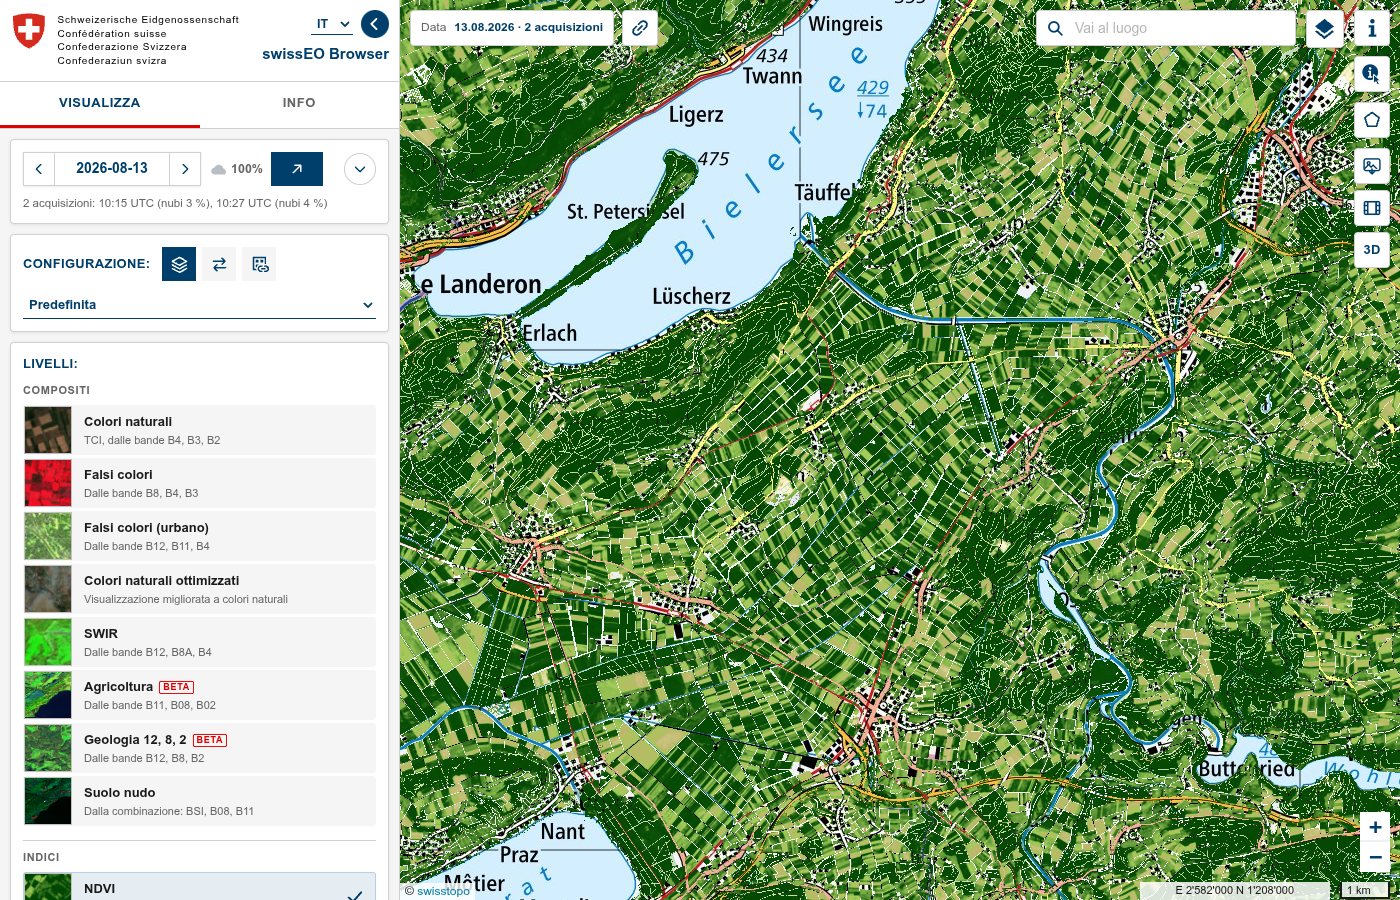 Schweizerische Eidgenossenschaft
Confédération suisse
Confederazione Svizzera
Confederaziun svizra
IT
swissEO Browser
VISUALIZZA
INFO
2026-08-13
100%
2 acquisizioni: 10:15 UTC (nubi 3 %), 10:27 UTC (nubi 4 %)
CONFIGURAZIONE:
Predefinita
LIVELLI:
COMPOSITI
Colori naturali
TCI, dalle bande B4, B3, B2
Falsi colori
Dalle bande B8, B4, B3
Falsi colori (urbano)
Dalle bande B12, B11, B4
Colori naturali ottimizzati
Visualizzazione migliorata a colori naturali
SWIR
Dalle bande B12, B8A, B4
Agricoltura BETA
Dalle bande B11, B08, B02
Geologia 12, 8, 2 BETA
Dalle bande B12, B8, B2
Suolo nudo
Dalla combinazione: BSI, B08, B11
INDICI
NDVI
Data 13.08.2026 · 2 acquisizioni
Vai al luogo
3D
Wingreis
434
Twann
429
74
Ligerz
475
Täuffel
St. Petersinsel
Bielersee
Le Landeron
Lüscherz
Erlach
Nant
Praz
Môtier
© swisstopo
E 2'582'000 N 1'208'000
1 km